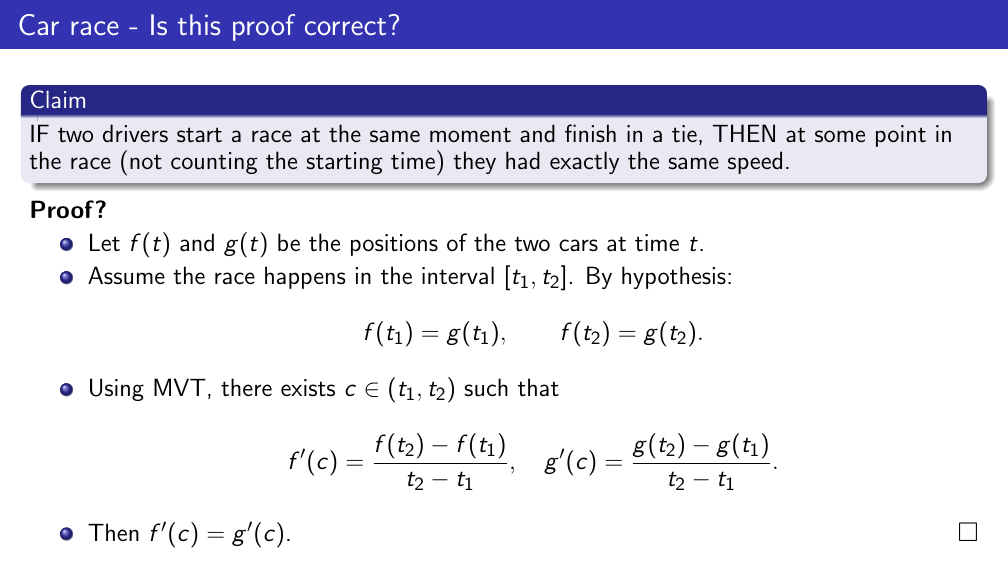 Car race - Is this proof correct?
Claim
IF two drivers start a race at the same moment and finish in a tie, THEN at some point in
the race (not counting the starting time) they had exactly the same speed.
Proof?
Let f(t) and g(t) be the positions of the two cars at time t.
Assume the race happens in the interval [t₁, t₂]. By hypothesis:
f(t₁) = g(t₁), f(t₂) = g(t₂).
Using MVT, there exists c ∈ (t₁, t₂) such that
f′(c) = \frac{f(t₂) − f(t₁)}{t₂ − t₁}, g′(c) = \frac{g(t₂) − g(t₁)}{t₂ − t₁}.
Then f′(c) = g′(c). □